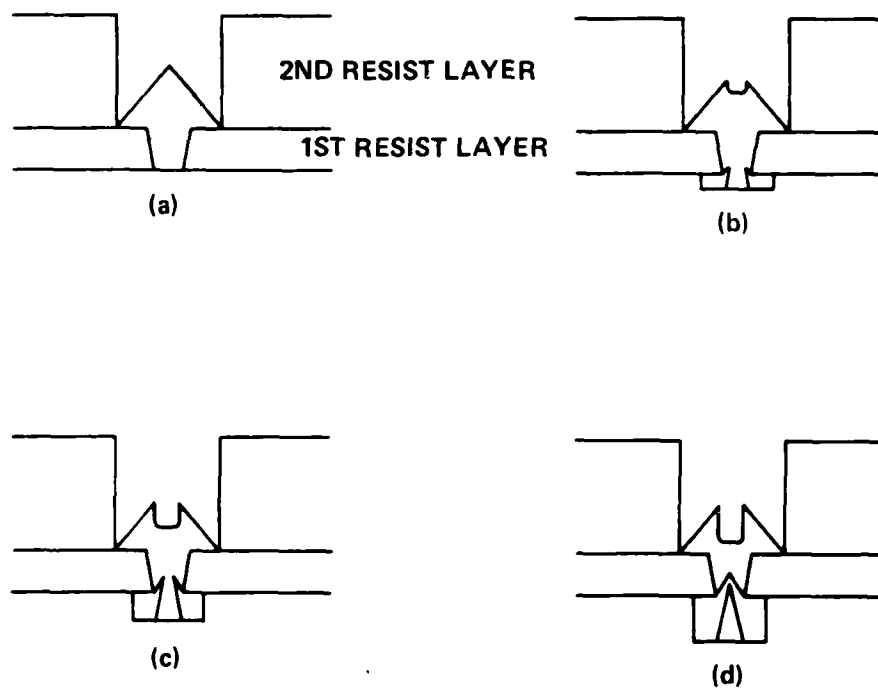 2ND RESIST LAYER
1ST RESIST LAYER
(a)
(b)
(c)
(d)